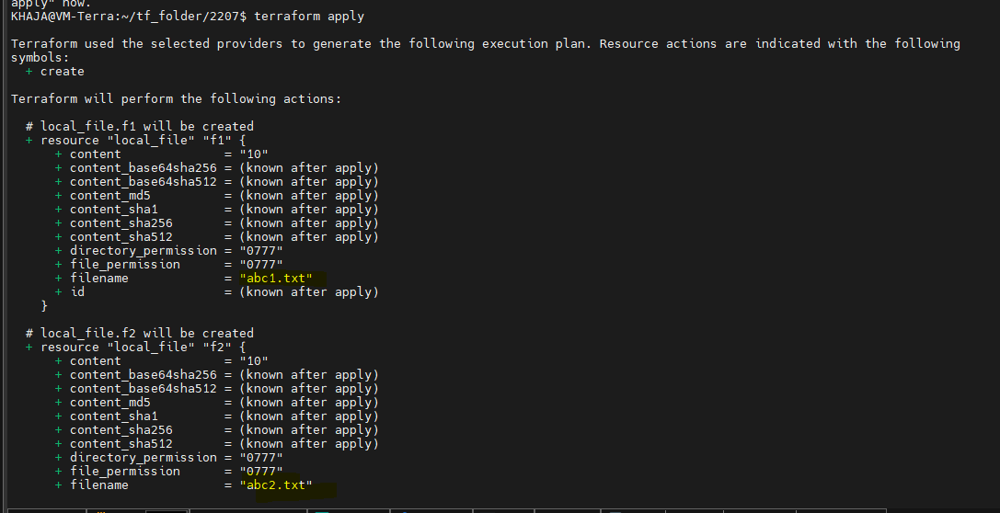 apply" now.
KHAJA@VM-Terra:~/tf_folder/2207$ terraform apply
Terraform used the selected providers to generate the following execution plan. Resource actions are indicated with the following
symbols:
+ create
Terraform will perform the following actions:
# local_file.f1 will be created
+ resource "local_file" "f1" {
+ content = "10"
+ content_base64sha256 = (known after apply)
+ content_base64sha512 = (known after apply)
+ content_md5 = (known after apply)
+ content_sha1 = (known after apply)
+ content_sha256 = (known after apply)
+ content_sha512 = (known after apply)
+ directory_permission = "0777"
+ file_permission = "0777"
+ filename = "abc1.txt"
+ id = (known after apply)
}
# local_file.f2 will be created
+ resource "local_file" "f2" {
+ content = "10"
+ content_base64sha256 = (known after apply)
+ content_base64sha512 = (known after apply)
+ content_md5 = (known after apply)
+ content_sha1 = (known after apply)
+ content_sha256 = (known after apply)
+ content_sha512 = (known after apply)
+ directory_permission = "0777"
+ file_permission = "0777"
+ filename = "abc2.txt"